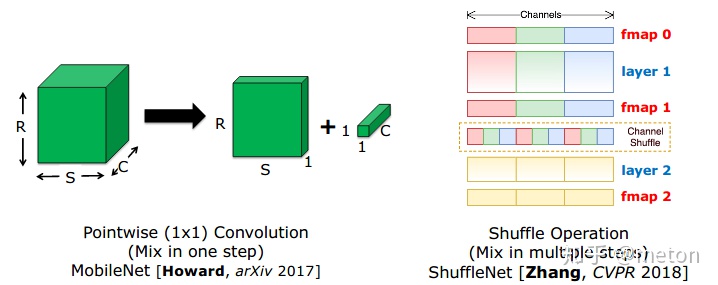 R
S
C
R
S
1
+
1
1
C
Pointwise (1x1) Convolution
(Mix in one step)
MobileNet [Howard, arXiv 2017]
Channels
fmap 0
layer 1
fmap 1
Channel
Shuffle
layer 2
fmap 2
Shuffle Operation
(Mix in multiple steps)
ShuffleNet [Zhang, CVPR 2018]
知乎 @meton